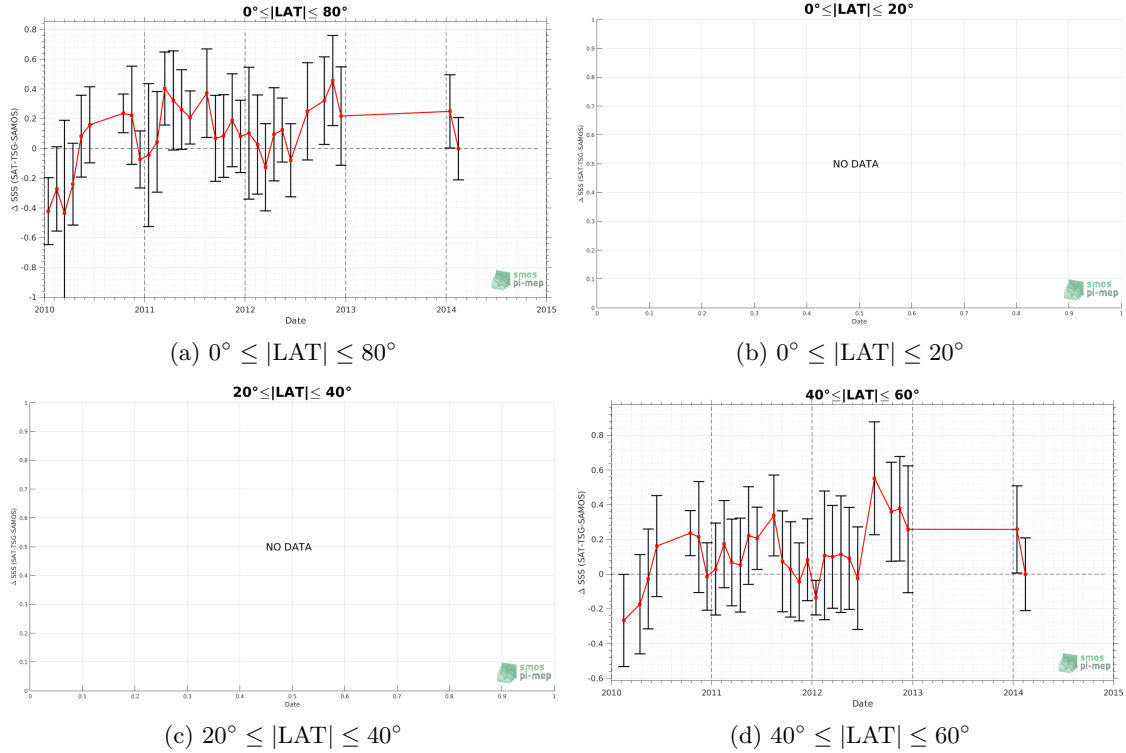 0°≤|LAT|≤ 80°
Δ SSS (SAT-TSG-SAMOS)
0.8
0.6
0.4
0.2
0
-0.2
-0.4
-0.6
-0.8
-1
2010 2011 2012 2013 2014 2015
Date
smos
pi-mep
(a) 0° ≤ |LAT| ≤ 80°
0°≤|LAT|≤ 20°
Δ SSS (SAT-TSG-SAMOS)
1
0.9
0.8
0.7
0.6
0.5
0.4
0.3
0.2
0.1
0
NO DATA
0 0.1 0.2 0.3 0.4 0.5 0.6 0.7 0.8 0.9 1
Date
smos
pi-mep
(b) 0° ≤ |LAT| ≤ 20°
20°≤|LAT|≤ 40°
Δ SSS (SAT-TSG-SAMOS)
1
0.9
0.8
0.7
0.6
0.5
0.4
0.3
0.2
0.1
0
NO DATA
0 0.1 0.2 0.3 0.4 0.5 0.6 0.7 0.8 0.9 1
Date
smos
pi-mep
(c) 20° ≤ |LAT| ≤ 40°
40°≤|LAT|≤ 60°
Δ SSS (SAT-TSG-SAMOS)
0.8
0.6
0.4
0.2
0
-0.2
-0.4
-0.6
2010 2011 2012 2013 2014 2015
Date
smos
pi-mep
(d) 40° ≤ |LAT| ≤ 60°